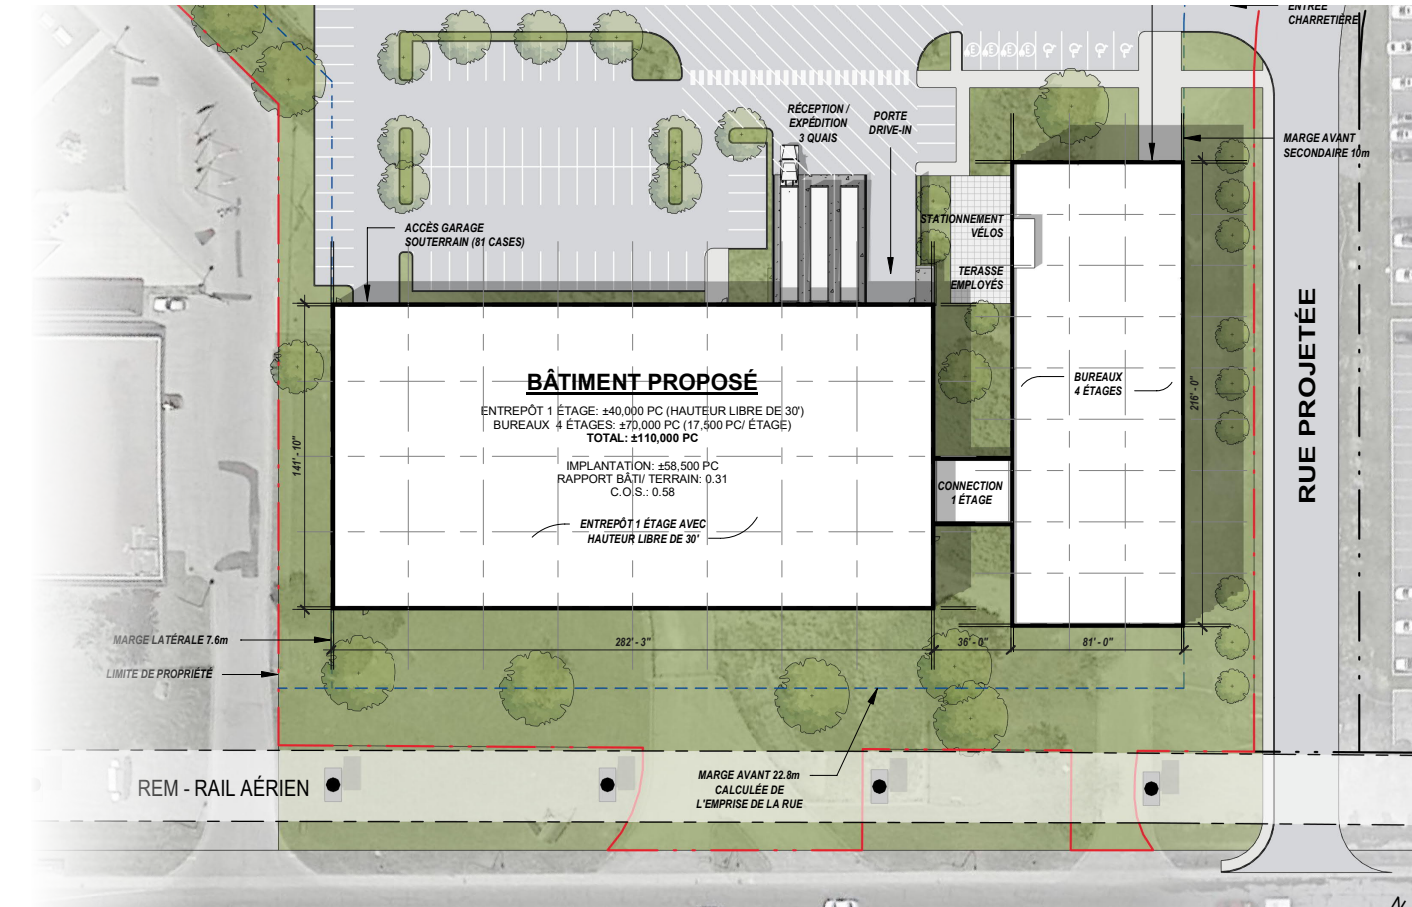 ENTRÉE
CHARRETIÈRE
RÉCEPTION /
EXPÉDITION
3 QUAIS
PORTE
DRIVE-IN
MARGE AVANT
SECONDAIRE 10m
ACCÈS GARAGE
SOUTERRAIN (81 CASES)
STATIONNEMENT
VÉLOS
TERASSE
EMPLOYÉS
BÂTIMENT PROPOSÉ
ENTREPÔT 1 ÉTAGE: ±40,000 PC (HAUTEUR LIBRE DE 30')
BUREAUX 4 ÉTAGES: ±70,000 PC (17,500 PC/ ÉTAGE)
TOTAL: ±110,000 PC
IMPLANTATION: ±58,500 PC
RAPPORT BÂTI/ TERRAIN: 0.31
C.O.S.: 0.58
ENTREPÔT 1 ÉTAGE AVEC
HAUTEUR LIBRE DE 30'
BUREAUX
4 ÉTAGES
CONNECTION
1 ÉTAGE
141' - 10"
216' - 0"
RUE PROJETÉE
282' - 3"
36' - 0"
81' - 0"
MARGE LATÉRALE 7.6m
LIMITE DE PROPRIÉTÉ
REM - RAIL AÉRIEN
MARGE AVANT 22.8m
CALCULÉE DE
L'EMPRISE DE LA RUE